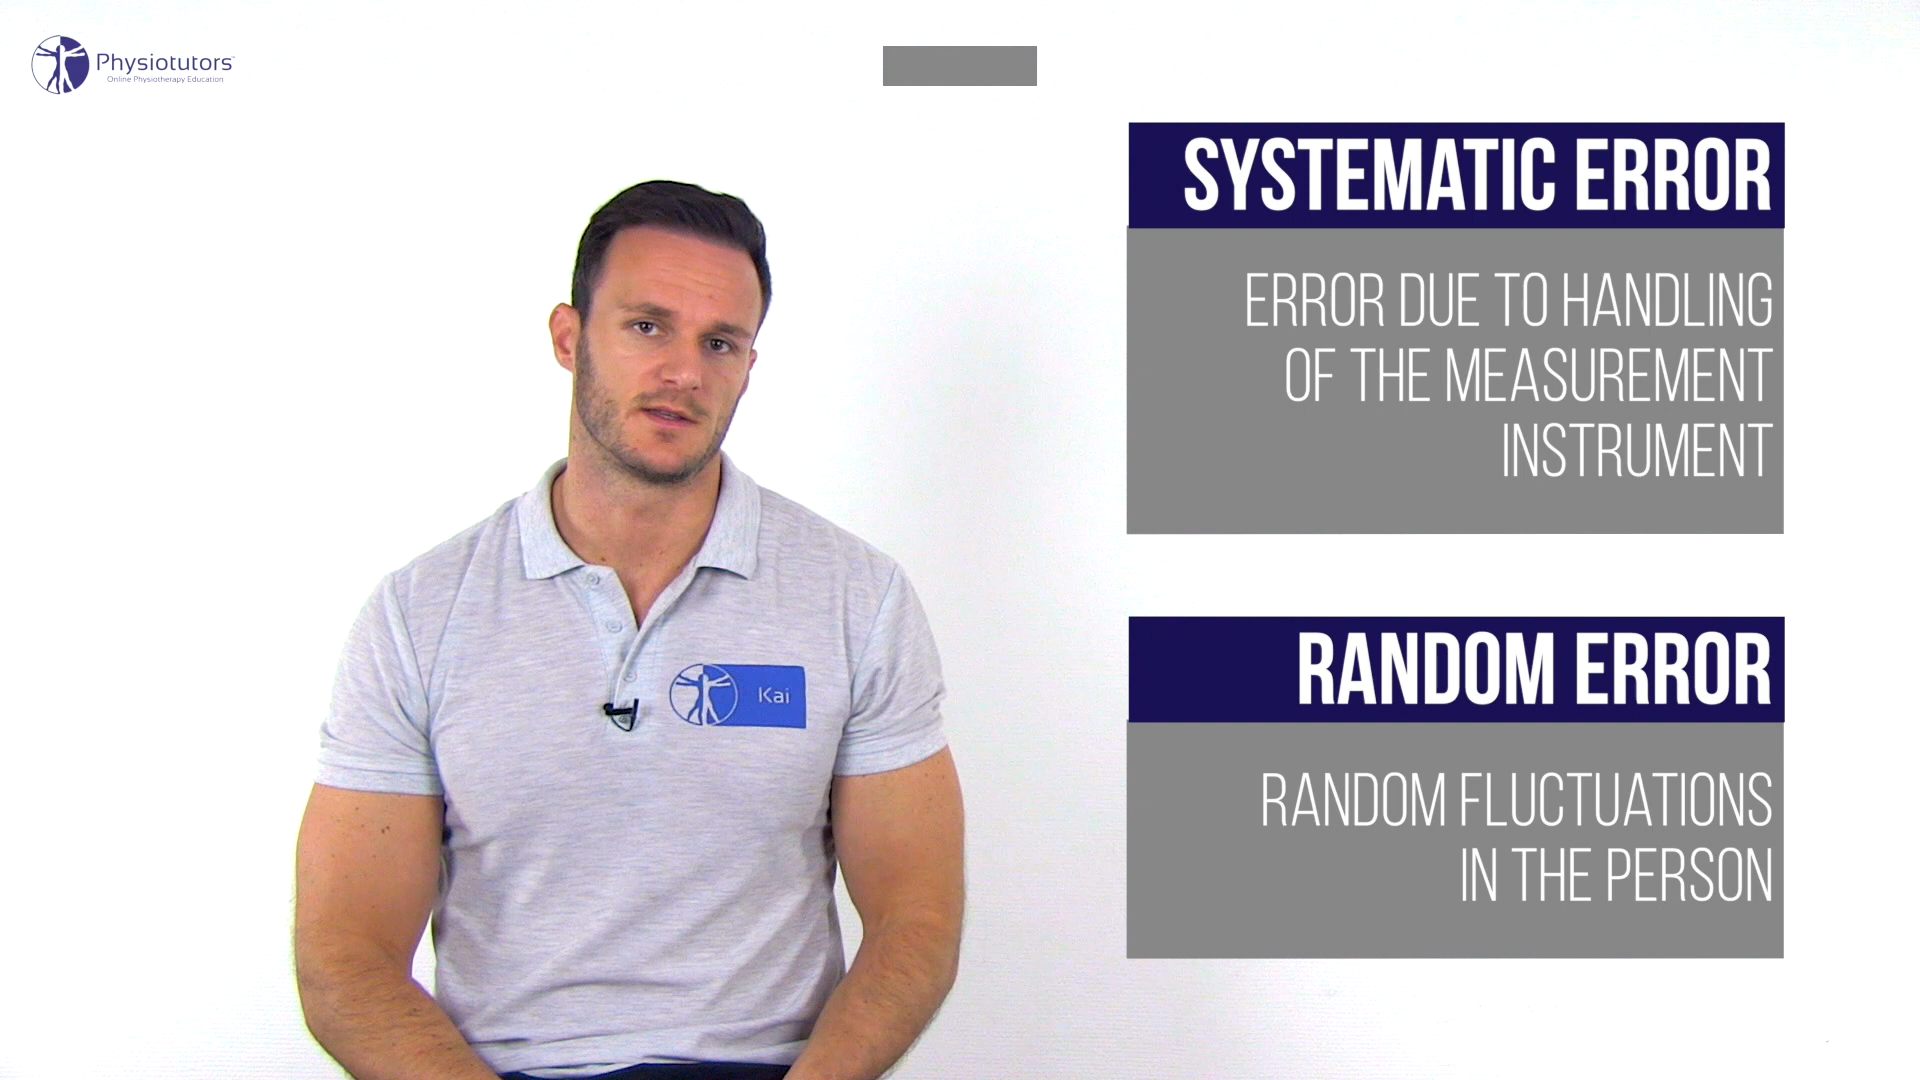 Physiotutors
Online Physiotherapy Education
SYSTEMATIC ERROR
ERROR DUE TO HANDLING
OF THE MEASUREMENT
INSTRUMENT
Kai
RANDOM ERROR
RANDOM FLUCTUATIONS
IN THE PERSON